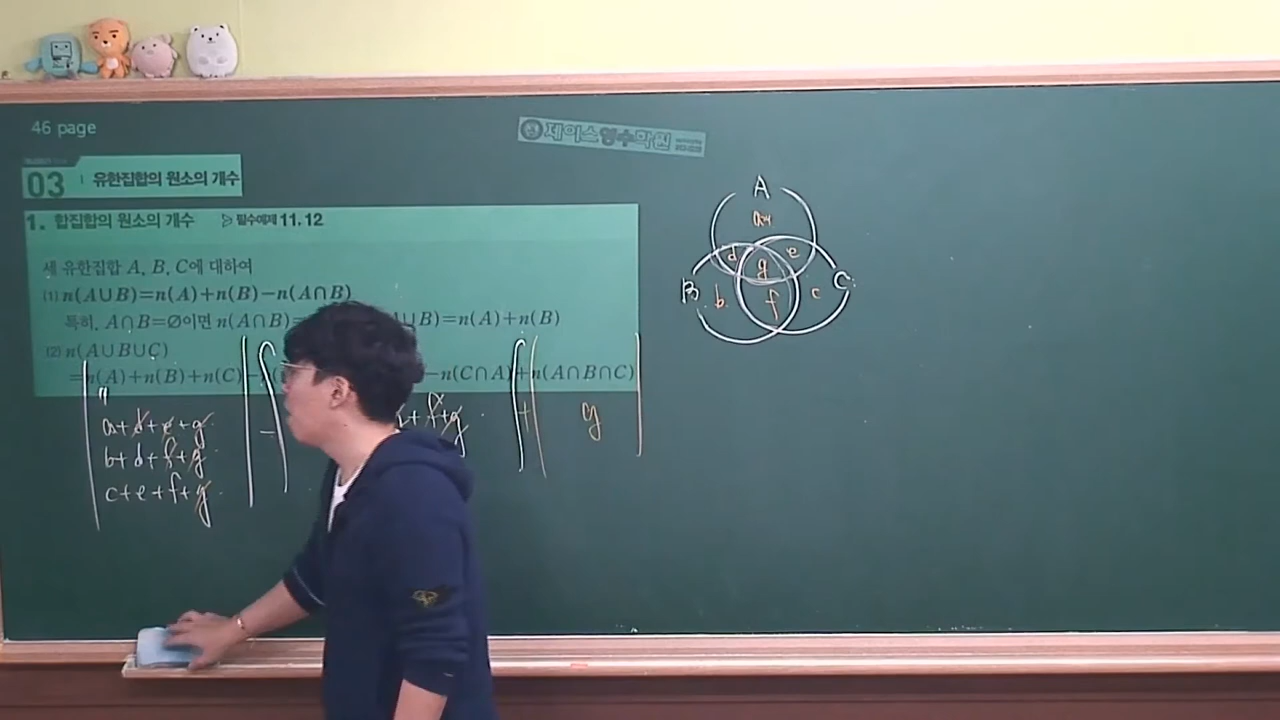 46 page
제이스영수학원
03 유한집합의 원소의 개수
1. 합집합의 원소의 개수 ▷ 필수예제 11, 12
세 유한집합 A, B, C에 대하여
(1) n(A∪B)=n(A)+n(B)-n(A∩B)
특히, A∩B=∅이면 n(A∩B)= ∪B)=n(A)+n(B)
(2) n(A∪B∪C)
=n(A)+n(B)+n(C)- -n(C∩A)+n(A∩B∩C)
a+d+e+g
b+d+f+g
c+e+f+g
-
+f+g
+
g
A
d e
g
B b f c C